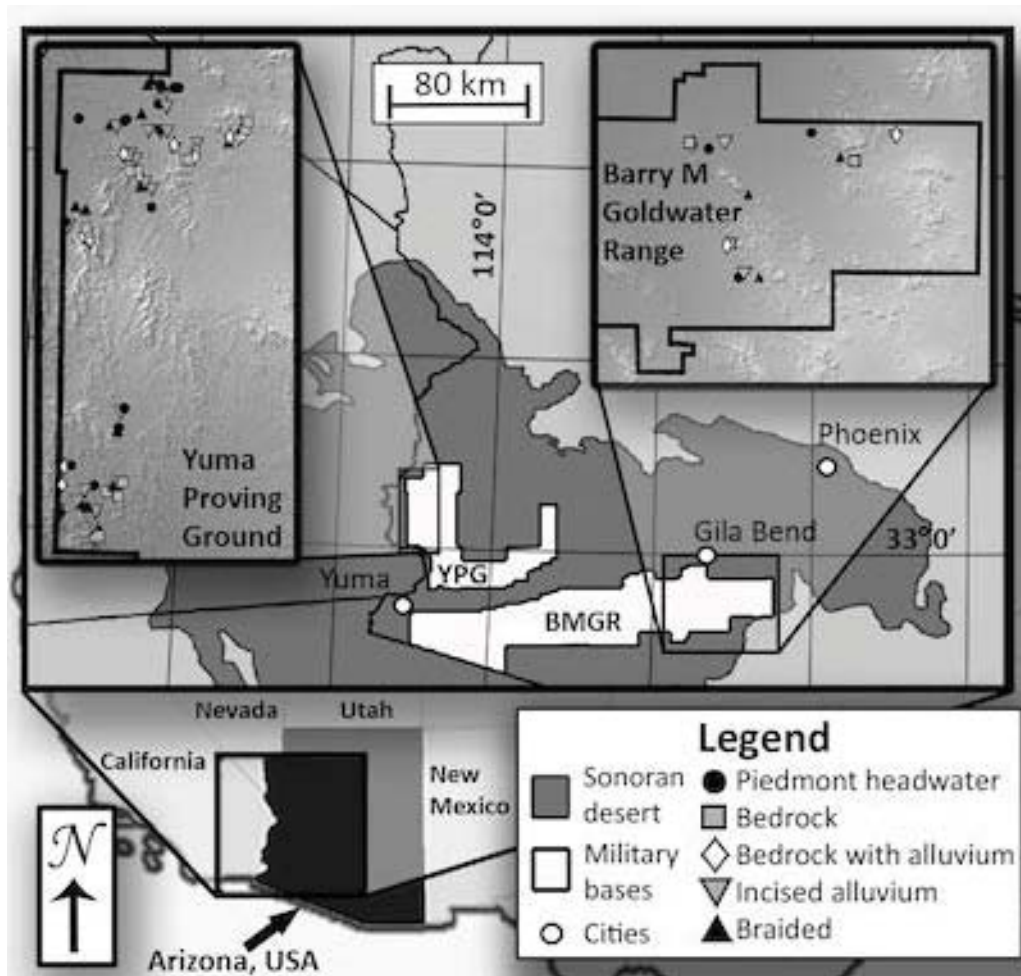 80 km
114°0'
Barry M
Goldwater
Range
Yuma
Proving
Ground
Phoenix
Gila Bend
33°0'
Yuma
YPG
BMGR
Nevada
Utah
California
New
Mexico
N
Arizona, USA
Legend
Sonoran
desert
Military
bases
Cities
Piedmont headwater
Bedrock
Bedrock with alluvium
Incised alluvium
Braided